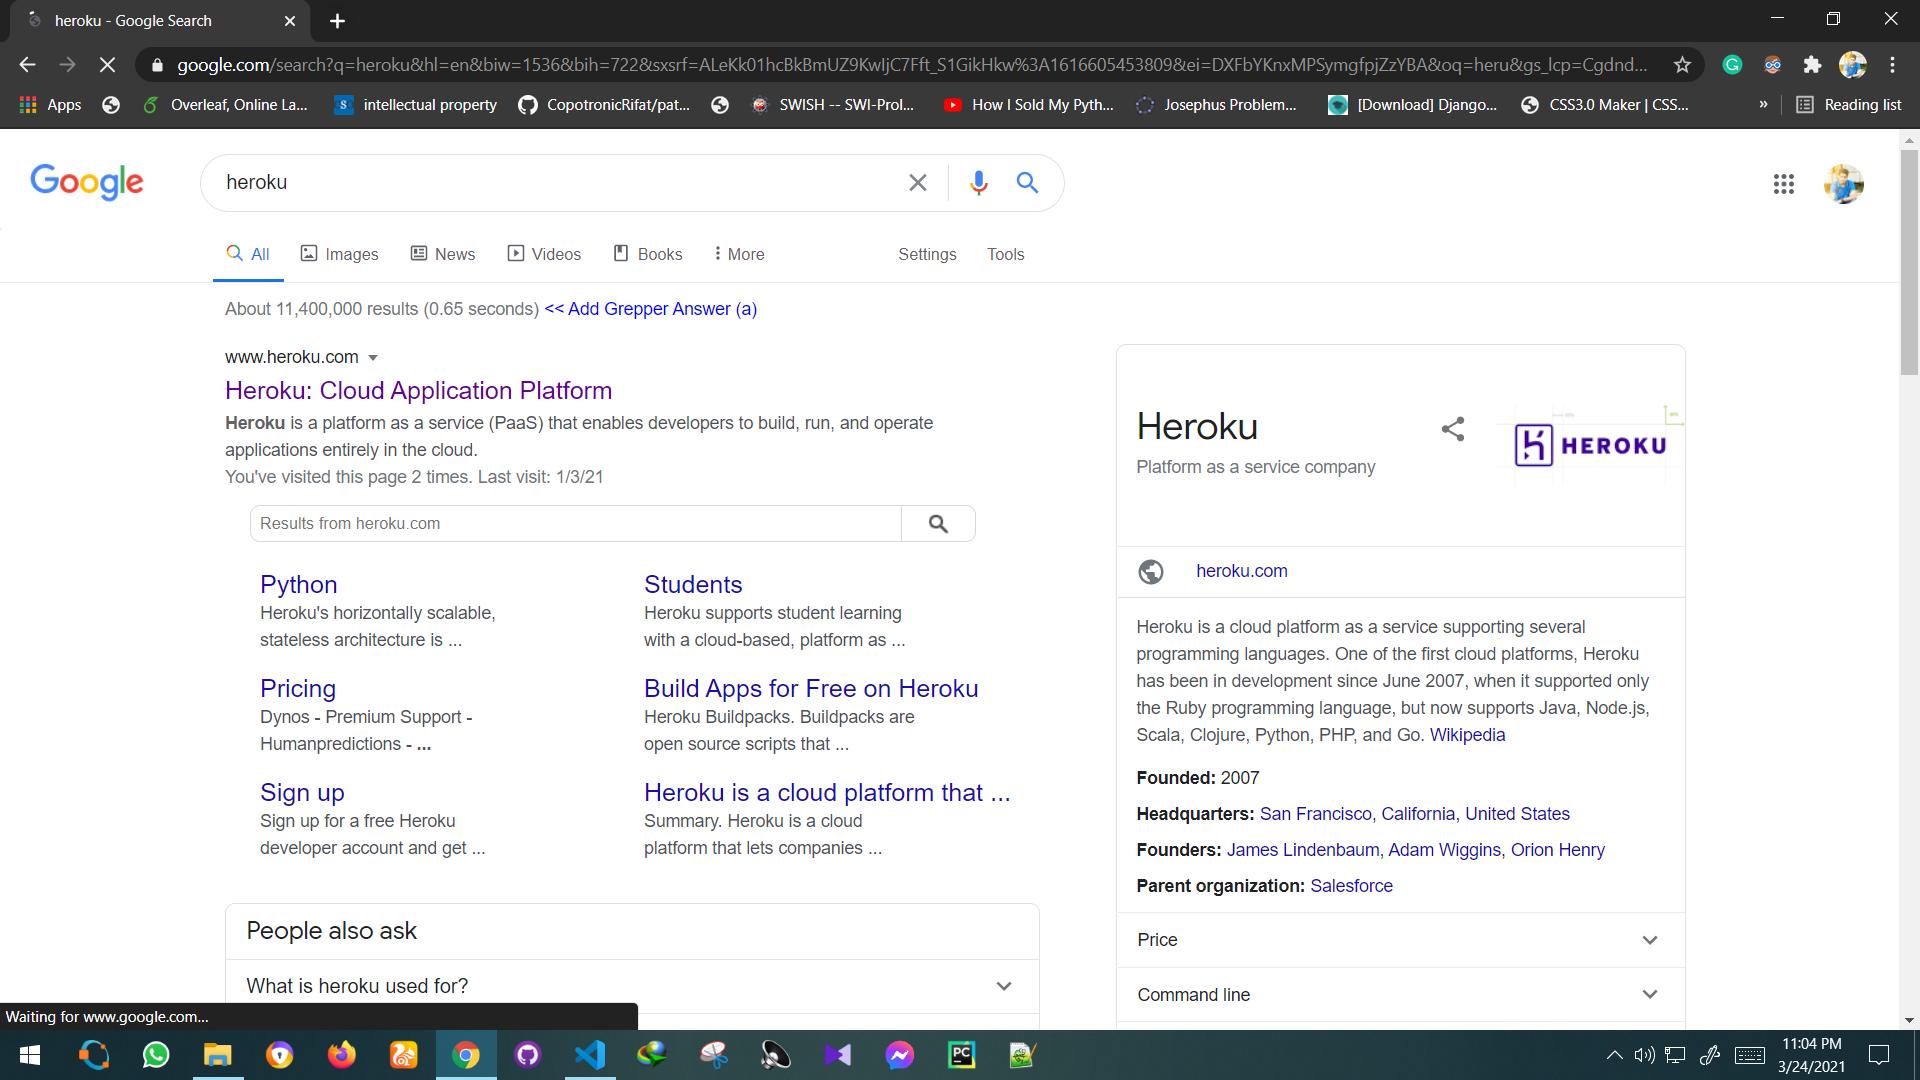 heroku - Google Search
google.com/search?q=heroku&hl=en&biw=1536&bih=722&sxsrf=ALeKk01hcBkBmUZ9KwIjC7Fft_S1GikHkw%3A1616605453809&ei=DXFbYKnxMPSymgfpjZzYBA&oq=heru&gs_lcp=Cgdnd...
Apps
Overleaf, Online La...
intellectual property
CopotronicRifat/pat...
SWISH -- SWI-Prol...
How I Sold My Pyth...
Josephus Problem...
[Download] Django...
CSS3.0 Maker | CSS...
»
Reading list
Google
heroku
All
Images
News
Videos
Books
More
Settings
Tools
About 11,400,000 results (0.65 seconds) << Add Grepper Answer (a)
www.heroku.com
Heroku: Cloud Application Platform
Heroku is a platform as a service (PaaS) that enables developers to build, run, and operate
applications entirely in the cloud.
You've visited this page 2 times. Last visit: 1/3/21
Results from heroku.com
Python
Heroku's horizontally scalable,
stateless architecture is ...
Students
Heroku supports student learning
with a cloud-based, platform as ...
Pricing
Dynos - Premium Support -
Humanpredictions - ...
Build Apps for Free on Heroku
Heroku Buildpacks. Buildpacks are
open source scripts that ...
Sign up
Sign up for a free Heroku
developer account and get ...
Heroku is a cloud platform that ...
Summary. Heroku is a cloud
platform that lets companies ...
People also ask
What is heroku used for?
Heroku
Platform as a service company
HEROKU
heroku.com
Heroku is a cloud platform as a service supporting several
programming languages. One of the first cloud platforms, Heroku
has been in development since June 2007, when it supported only
the Ruby programming language, but now supports Java, Node.js,
Scala, Clojure, Python, PHP, and Go. Wikipedia
Founded: 2007
Headquarters: San Francisco, California, United States
Founders: James Lindenbaum, Adam Wiggins, Orion Henry
Parent organization: Salesforce
Price
Command line
Waiting for www.google.com...
PC
11:04 PM
3/24/2021